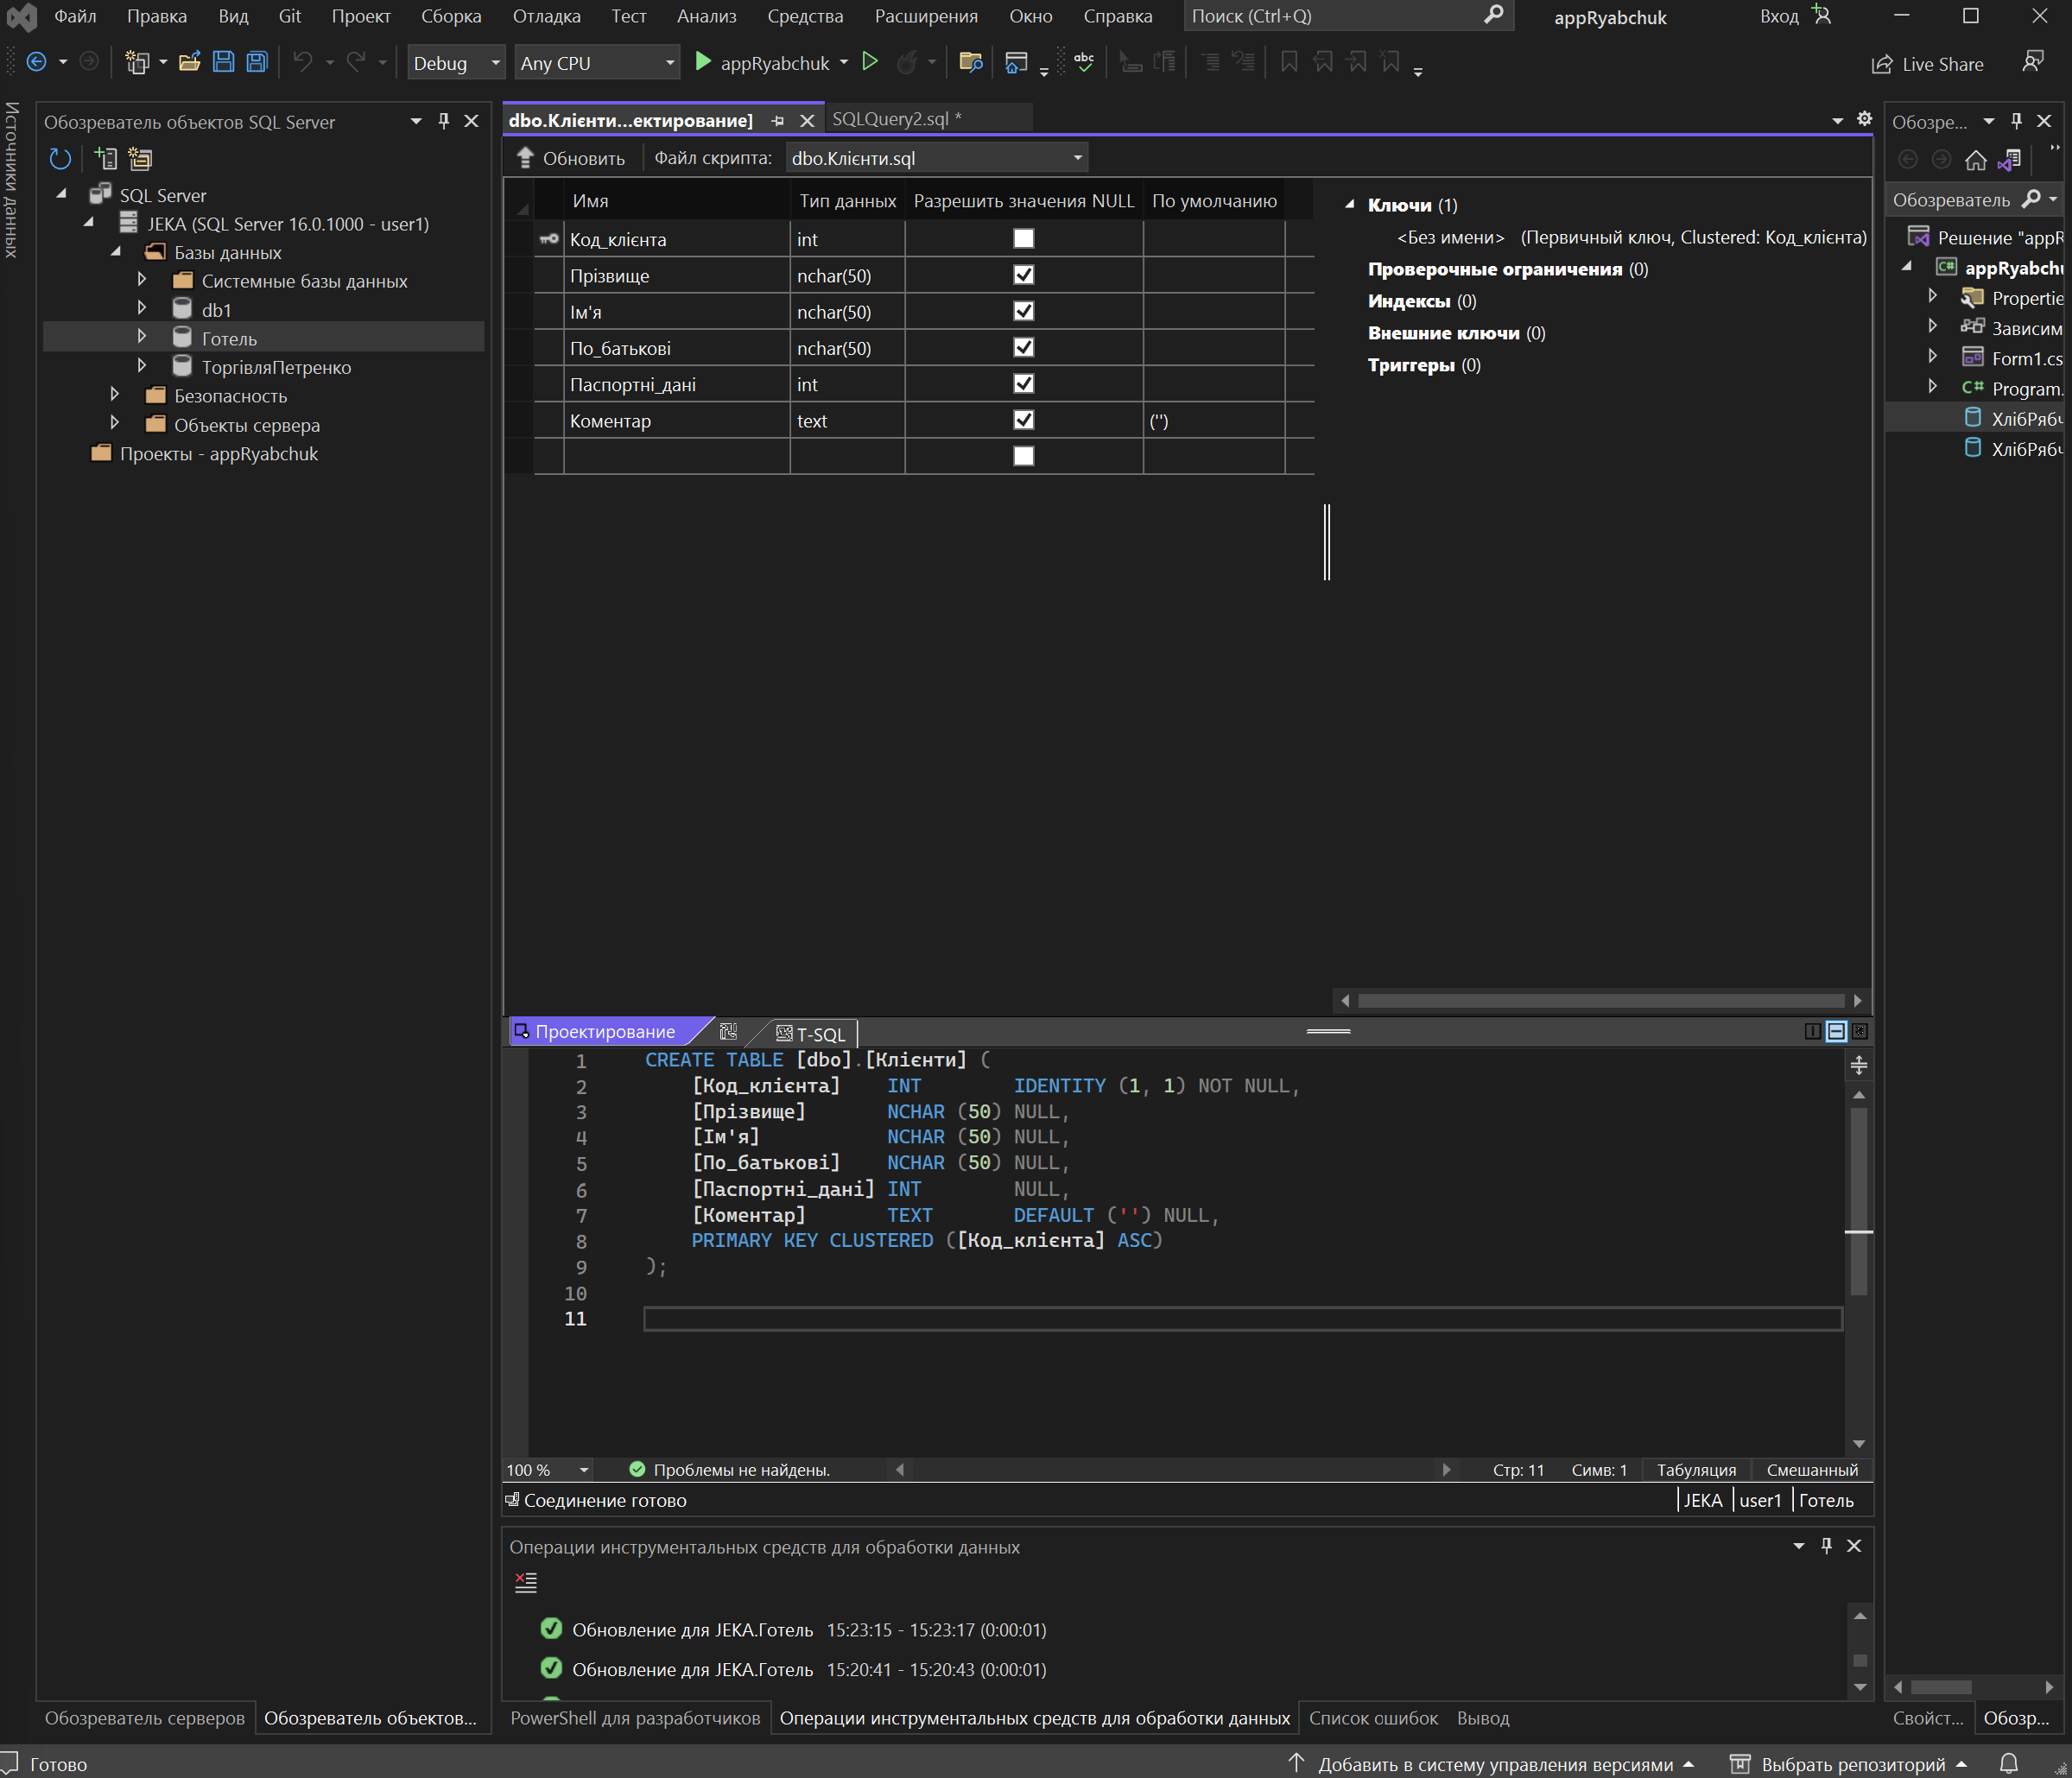 Файл Правка Вид Git Проект Сборка Отладка Тест Анализ Средства Расширения Окно Справка Поиск (Ctrl+Q) appRyabchuk Вход
Debug Any CPU appRyabchuk Live Share
Источники данных
Обозреватель объектов SQL Server
SQL Server
JEKA (SQL Server 16.0.1000 - user1)
Базы данных
Системные базы данных
db1
Готель
ТоргівляПетренко
Безопасность
Объекты сервера
Проекты - appRyabchuk
dbo.Клієнти...ектирование] SQLQuery2.sql *
Обновить Файл скрипта: dbo.Клієнти.sql
Имя Тип данных Разрешить значения NULL По умолчанию
Код_клієнта int
Прізвище nchar(50)
Ім'я nchar(50)
По_батькові nchar(50)
Паспортні_дані int
Коментар text ('')
Ключи (1)
<Без имени> (Первичный ключ, Clustered: Код_клієнта)
Проверочные ограничения (0)
Индексы (0)
Внешние ключи (0)
Триггеры (0)
Проектирование T-SQL
1 CREATE TABLE [dbo].[Клієнти] (
2 [Код_клієнта] INT IDENTITY (1, 1) NOT NULL,
3 [Прізвище] NCHAR (50) NULL,
4 [Ім'я] NCHAR (50) NULL,
5 [По_батькові] NCHAR (50) NULL,
6 [Паспортні_дані] INT NULL,
7 [Коментар] TEXT DEFAULT ('') NULL,
8 PRIMARY KEY CLUSTERED ([Код_клієнта] ASC)
9 );
10
11
100 % Проблемы не найдены. Стр: 11 Симв: 1 Табуляция Смешанный
Соединение готово JEKA user1 Готель
Операции инструментальных средств для обработки данных
Обновление для JEKA.Готель 15:23:15 - 15:23:17 (0:00:01)
Обновление для JEKA.Готель 15:20:41 - 15:20:43 (0:00:01)
Обозреватель серверов Обозреватель объектов...
PowerShell для разработчиков Операции инструментальных средств для обработки данных Список ошибок Вывод
Обозре...
Обозреватель
Решение "appR
appRyabchu
Propertie
Зависим
Form1.cs
C# Program.
ХлібРябч
ХлібРябч
Свойст... Обозр...
Готово Добавить в систему управления версиями Выбрать репозиторий